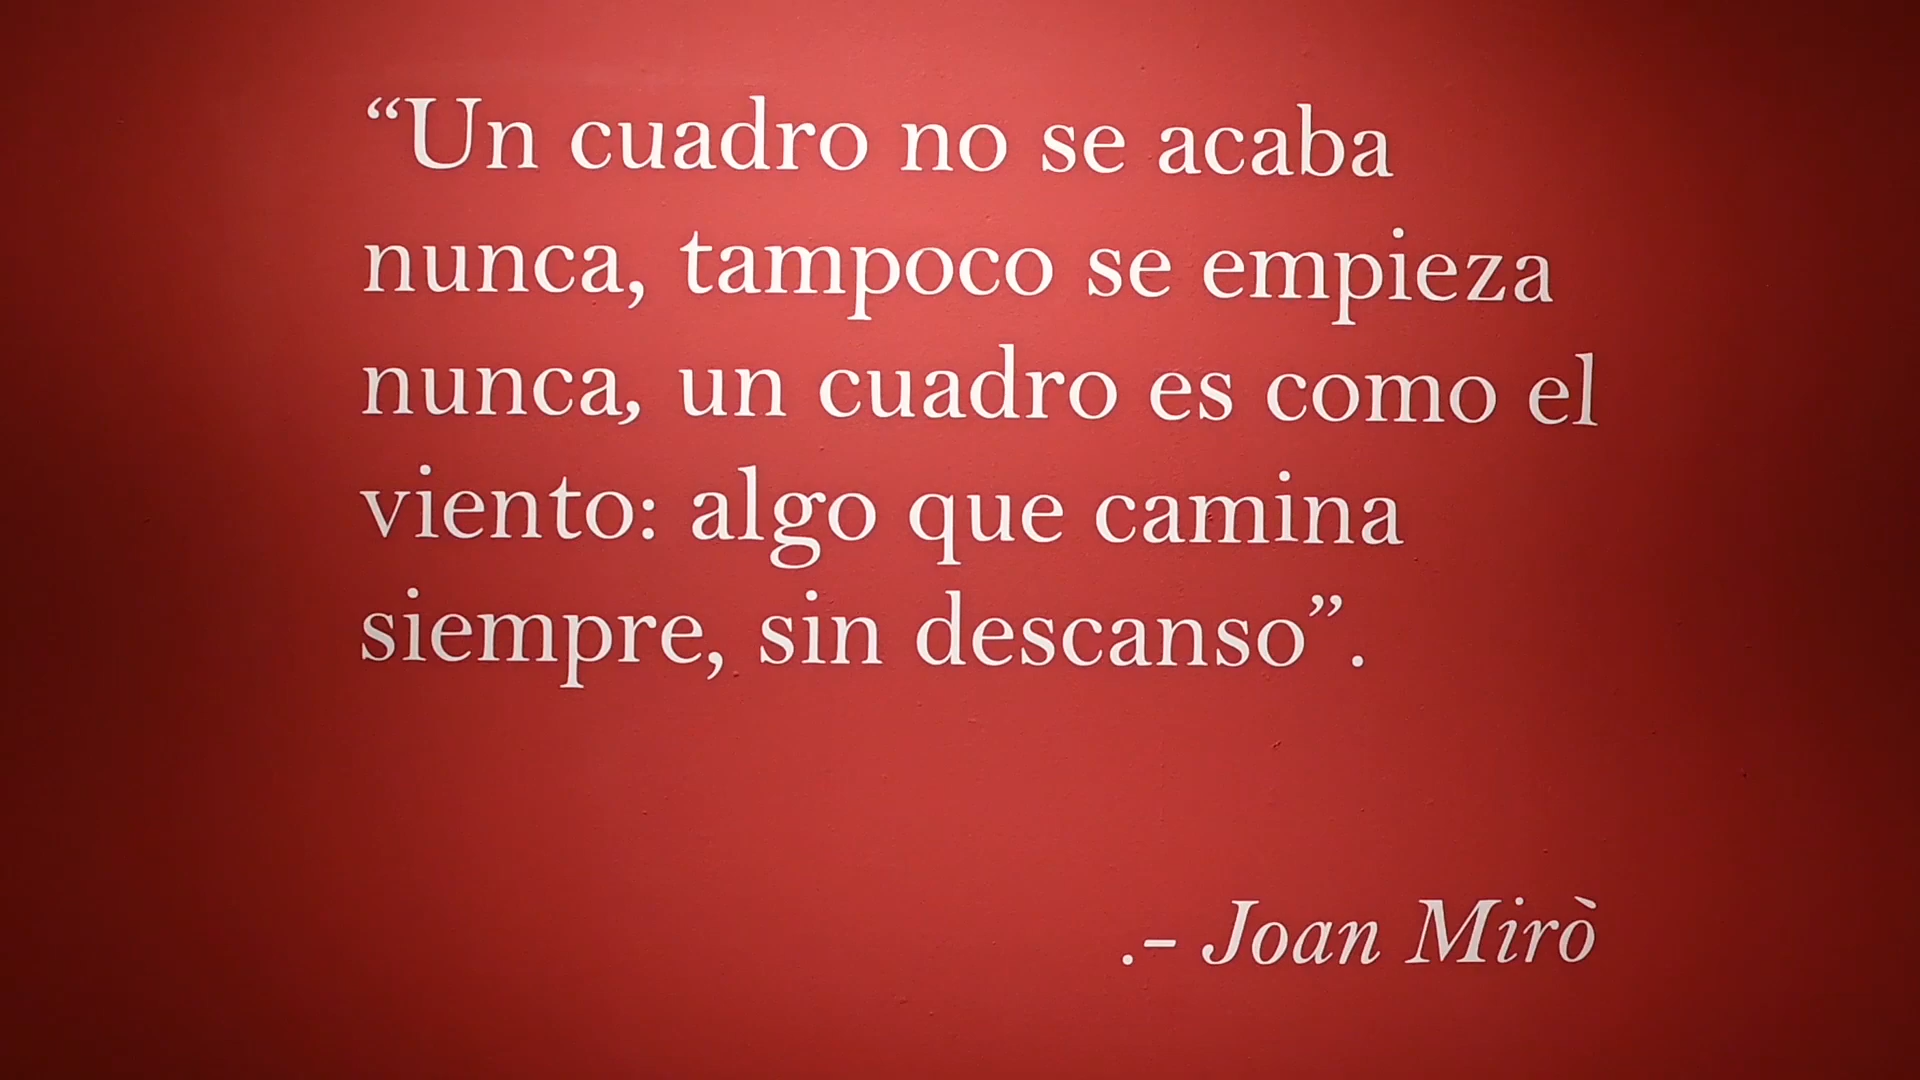 “Un cuadro no se acaba
nunca, tampoco se empieza
nunca, un cuadro es como el
viento: algo que camina
siempre, sin descanso”.
.- Joan Mirò